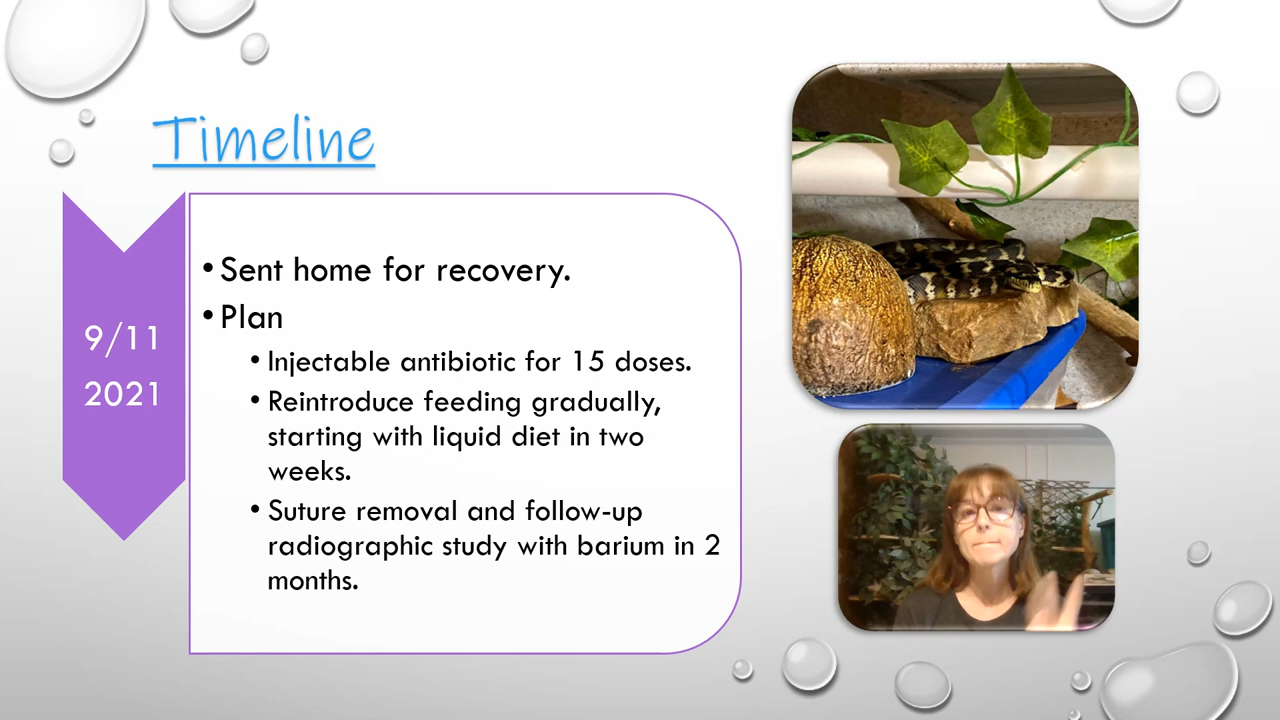 Timeline
9/11
2021
• Sent home for recovery.
• Plan
• Injectable antibiotic for 15 doses.
• Reintroduce feeding gradually,
starting with liquid diet in two
weeks.
• Suture removal and follow-up
radiographic study with barium in 2
months.